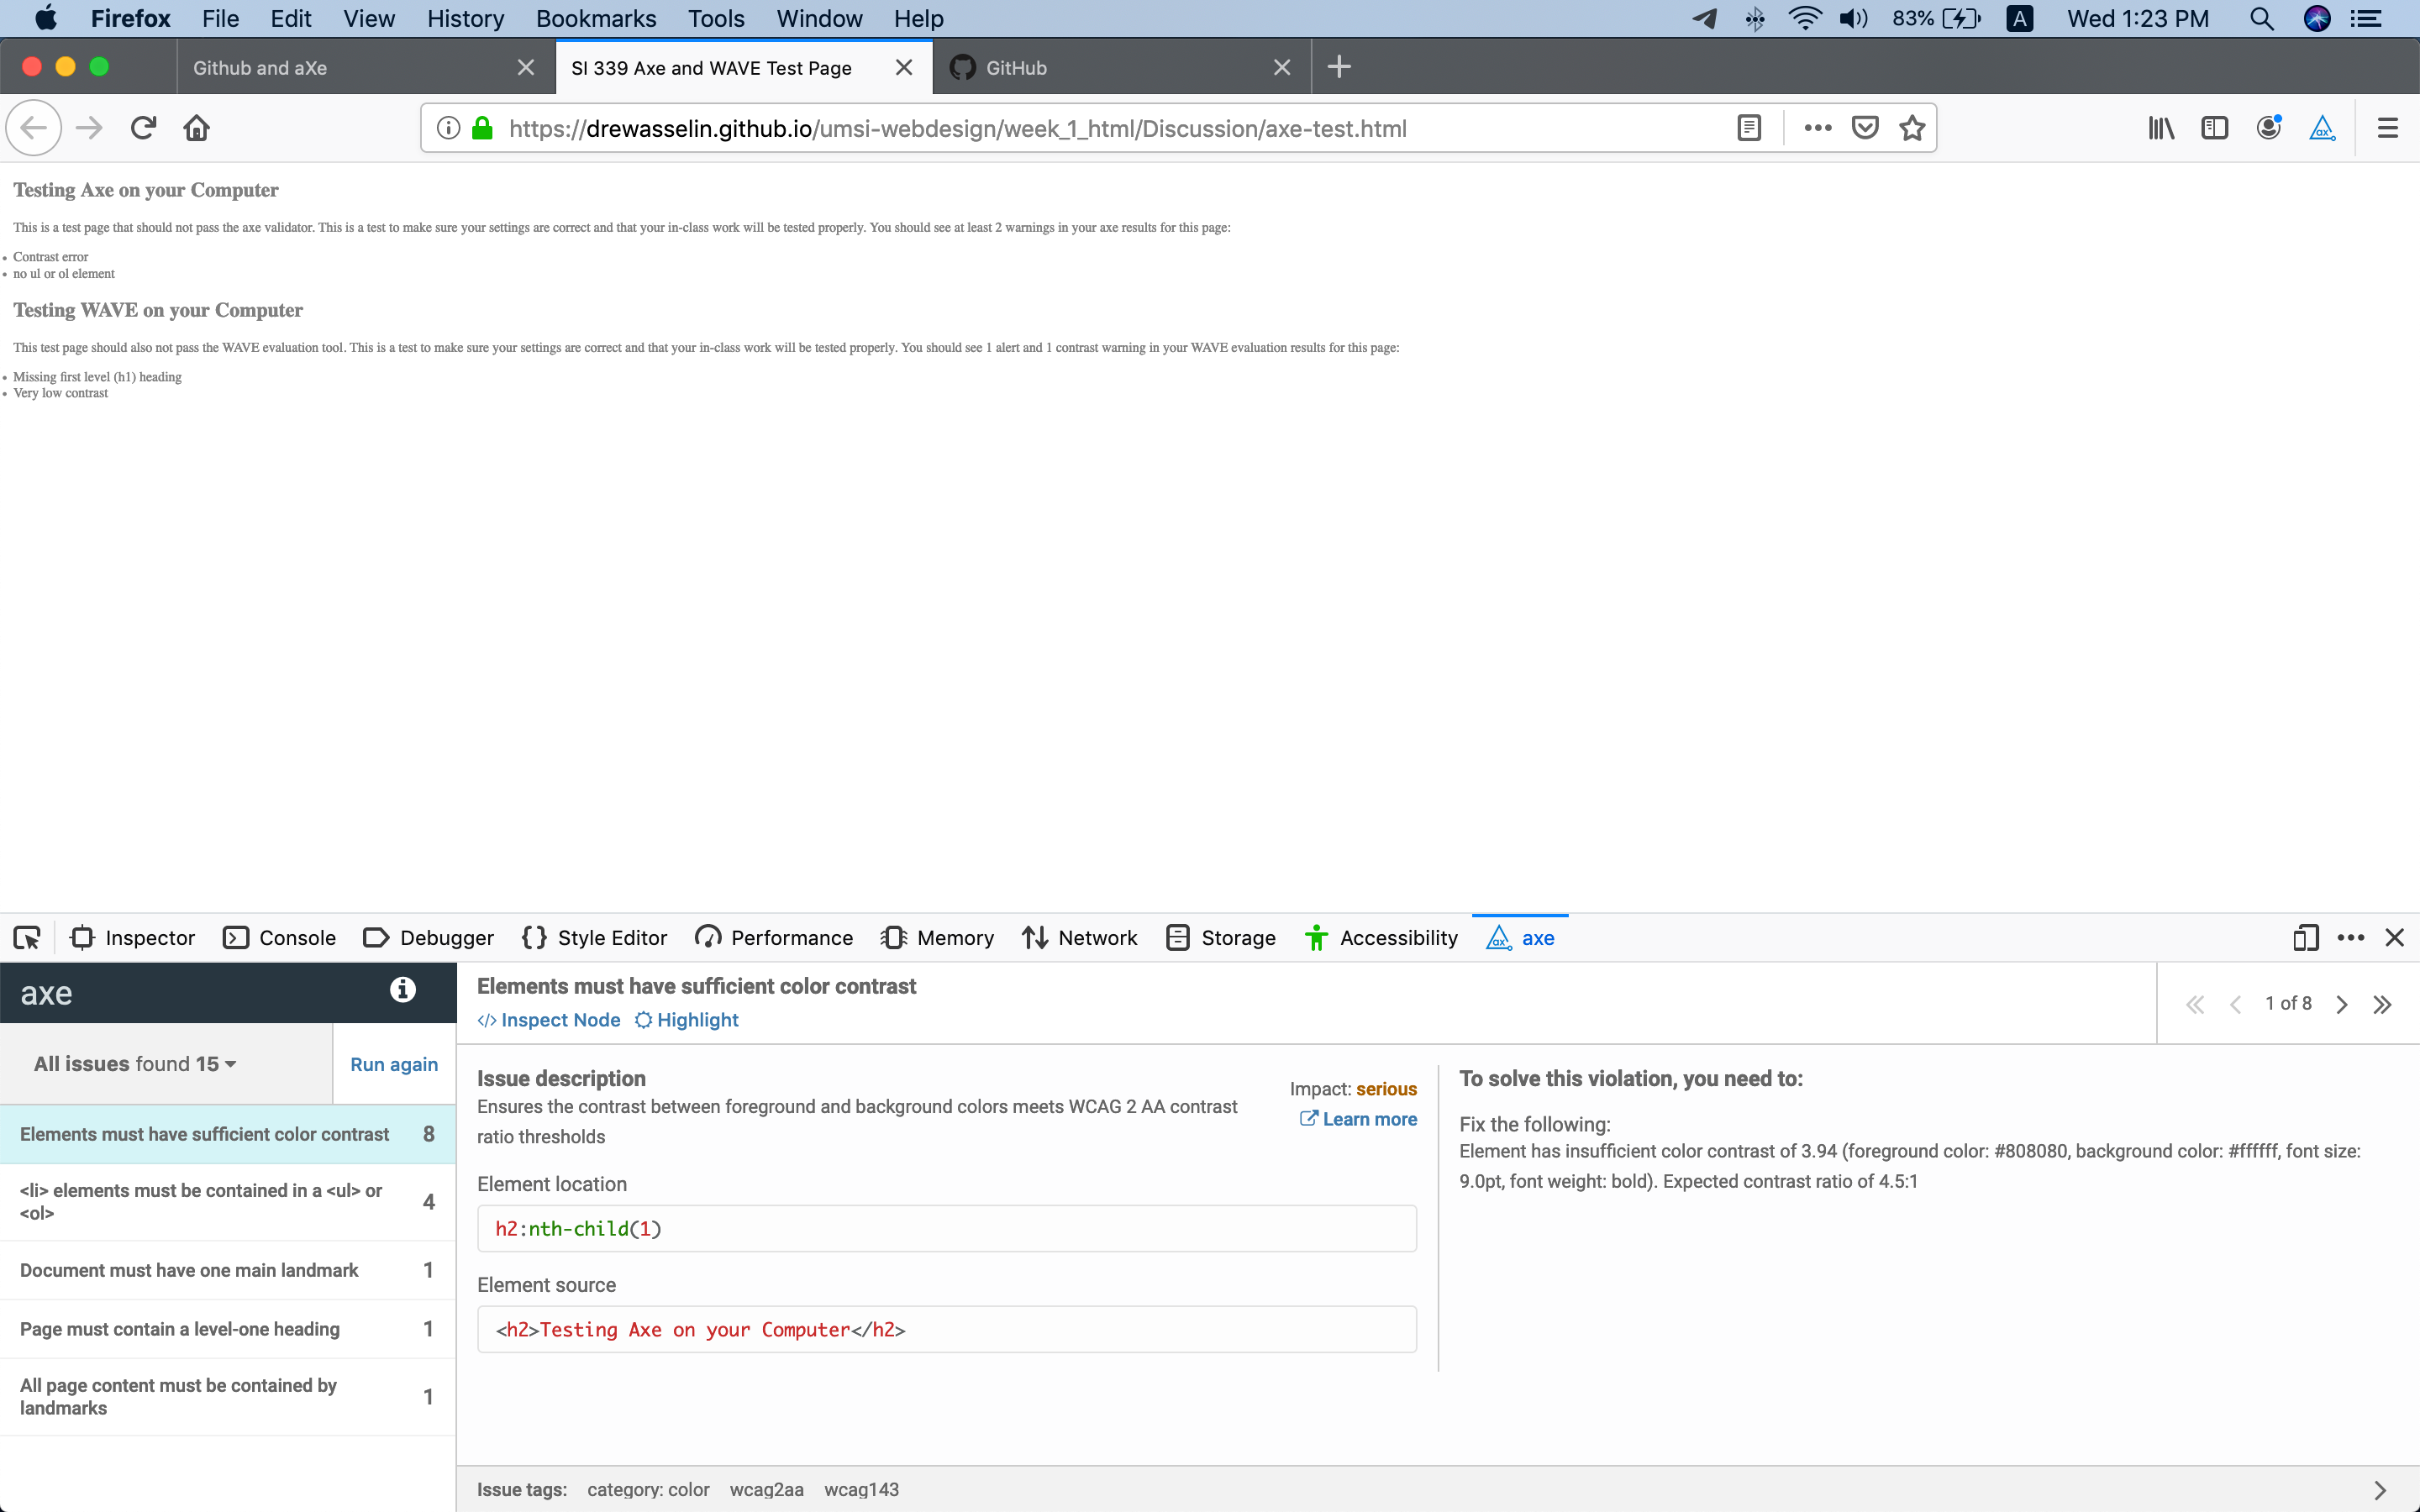 Firefox File Edit View History Bookmarks Tools Window Help 83% A Wed 1:23 PM
Github and aXe SI 339 Axe and WAVE Test Page GitHub
https://drewasselin.github.io/umsi-webdesign/week_1_html/Discussion/axe-test.html
Testing Axe on your Computer
This is a test page that should not pass the axe validator. This is a test to make sure your settings are correct and that your in-class work will be tested properly. You should see at least 2 warnings in your axe results for this page:
• Contrast error
• no ul or ol element
Testing WAVE on your Computer
This test page should also not pass the WAVE evaluation tool. This is a test to make sure your settings are correct and that your in-class work will be tested properly. You should see 1 alert and 1 contrast warning in your WAVE evaluation results for this page:
• Missing first level (h1) heading
• Very low contrast
Inspector Console Debugger {} Style Editor Performance Memory Network Storage Accessibility axe
axe
All issues found 15
Run again
Elements must have sufficient color contrast 8
<li> elements must be contained in a <ul> or 4
<ol>
Document must have one main landmark 1
Page must contain a level-one heading 1
All page content must be contained by 1
landmarks
Elements must have sufficient color contrast
</> Inspect Node Highlight
1 of 8
Issue description
Ensures the contrast between foreground and background colors meets WCAG 2 AA contrast
ratio thresholds
Impact: serious
Learn more
Element location
h2:nth-child(1)
Element source
<h2>Testing Axe on your Computer</h2>
To solve this violation, you need to:
Fix the following:
Element has insufficient color contrast of 3.94 (foreground color: #808080, background color: #ffffff, font size:
9.0pt, font weight: bold). Expected contrast ratio of 4.5:1
Issue tags: category: color wcag2aa wcag143